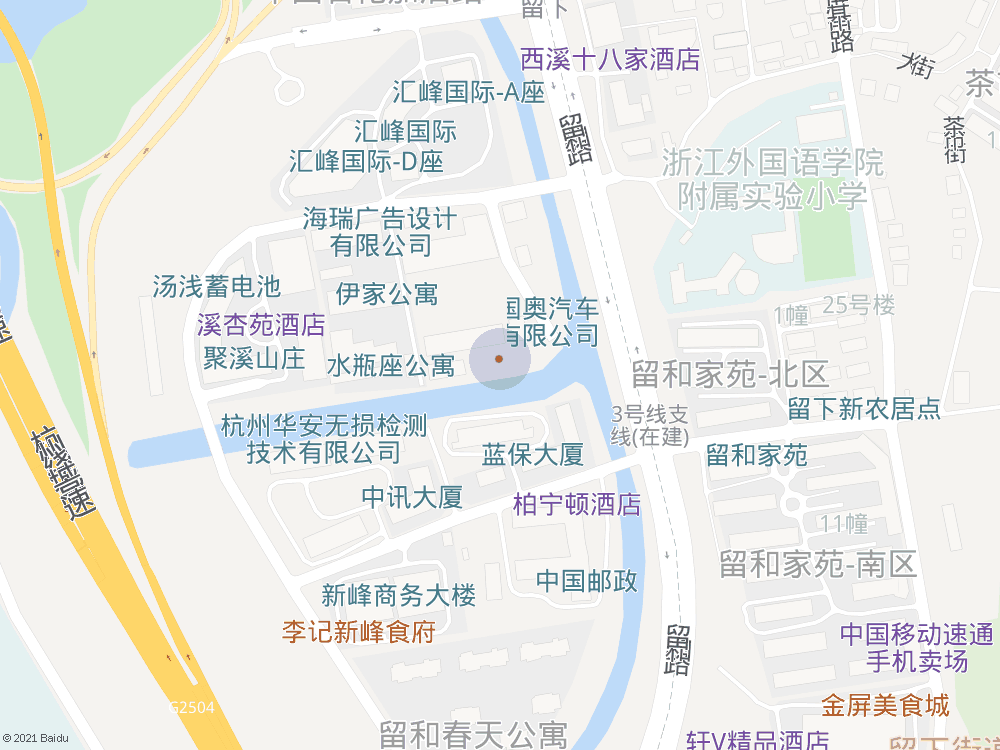 留下
西溪十八家酒店
大街
汇峰国际-A座
茶
汇峰国际
留和路
茶市街
汇峰国际-D座
浙江外国语学院
附属实验小学
海瑞广告设计
有限公司
汤浅蓄电池
伊家公寓
国奥汽车
有限公司
1幢
25号楼
溪杏苑酒店
聚溪山庄
水瓶座公寓
留和家苑-北区
留下新农居点
3号线支
线(在建)
杭州华安无损检测
技术有限公司
蓝保大厦
留和家苑
杭绕高速
中讯大厦
柏宁顿酒店
11幢
留和家苑-南区
新峰商务大楼
中国邮政
李记新峰食府
留和路
中国移动速通
手机卖场
G2504
金屏美食城
留和春天公寓
轩V精品酒店
留下街道
© 2021 Baidu